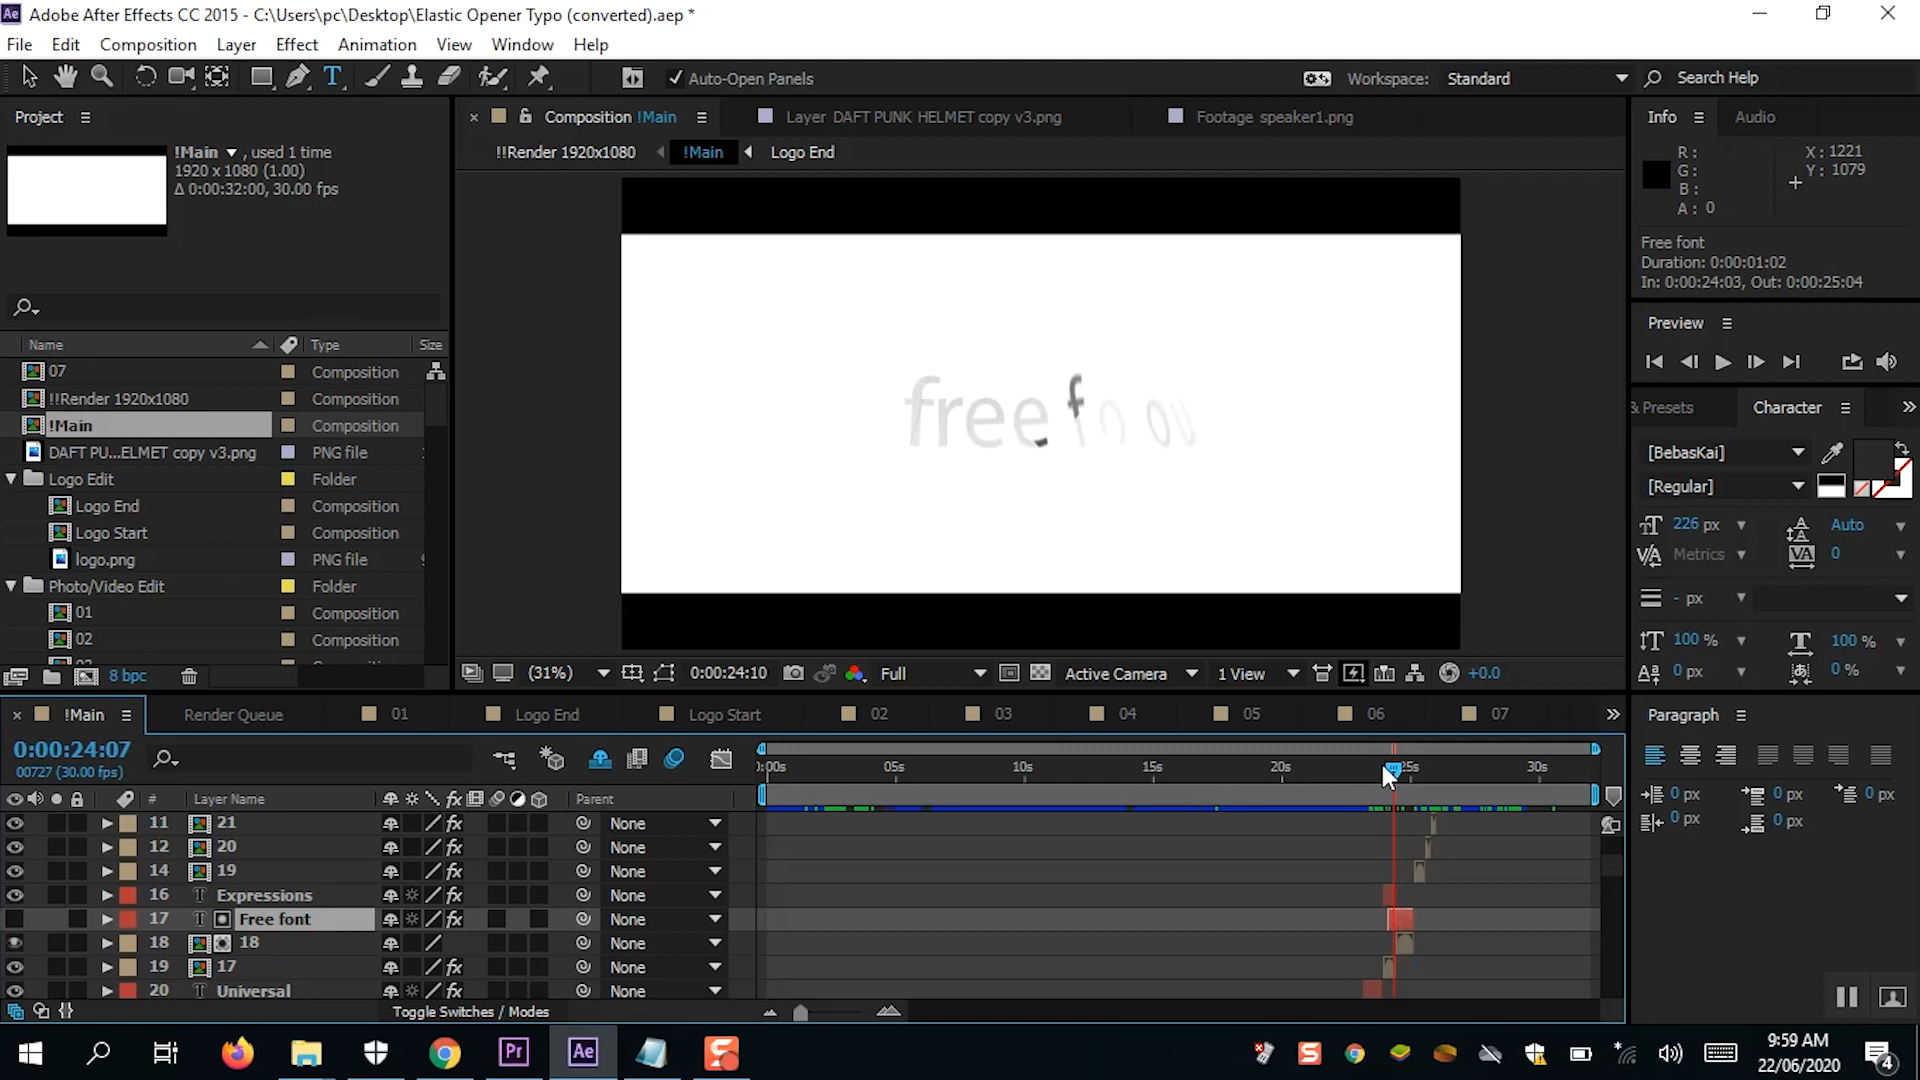 Ae Adobe After Effects CC 2015 - C:\Users\pc\Desktop\Elastic Opener Typo (converted).aep *
File Edit Composition Layer Effect Animation View Window Help
Auto-Open Panels Workspace: Standard Search Help
Project
!Main , used 1 time
1920 x 1080 (1.00)
Δ 0:00:32:00, 30.00 fps
Composition !Main Layer DAFT PUNK HELMET copy v3.png Footage speaker1.png
!!Render 1920x1080 !Main Logo End
Info Audio
R: X: 1221
G: Y: 1079
B:
A: 0
Free font
Duration: 0:00:01:02
In: 0:00:24:03, Out: 0:00:25:04
Preview
Name Type Size
07 Composition
!!Render 1920x1080 Composition
!Main Composition
DAFT PU...ELMET copy v3.png PNG file
Logo Edit Folder
Logo End Composition
Logo Start Composition
logo.png PNG file
Photo/Video Edit Folder
01 Composition
02 Composition
8 bpc
free fo
& Presets Character
[BebasKai]
[Regular]
226 px Auto
Metrics 0
- px
100 % 100 %
0 px 0 %
(31%) 0:00:24:10 Full Active Camera 1 View +0.0
!Main Render Queue 01 Logo End Logo Start 02 03 04 05 06 07
0:00:24:07
00727 (30.00 fps)
):00s 05s 10s 15s 20s 25s 30s
# Layer Name Parent
11 21 None
12 20 None
14 19 None
16 T Expressions None
17 T Free font None
18 18 None
19 17 None
20 T Universal None
Toggle Switches / Modes
Paragraph
0 px 0 px 0 px
0 px 0 px
Pr Ae S
9:59 AM
22/06/2020
4